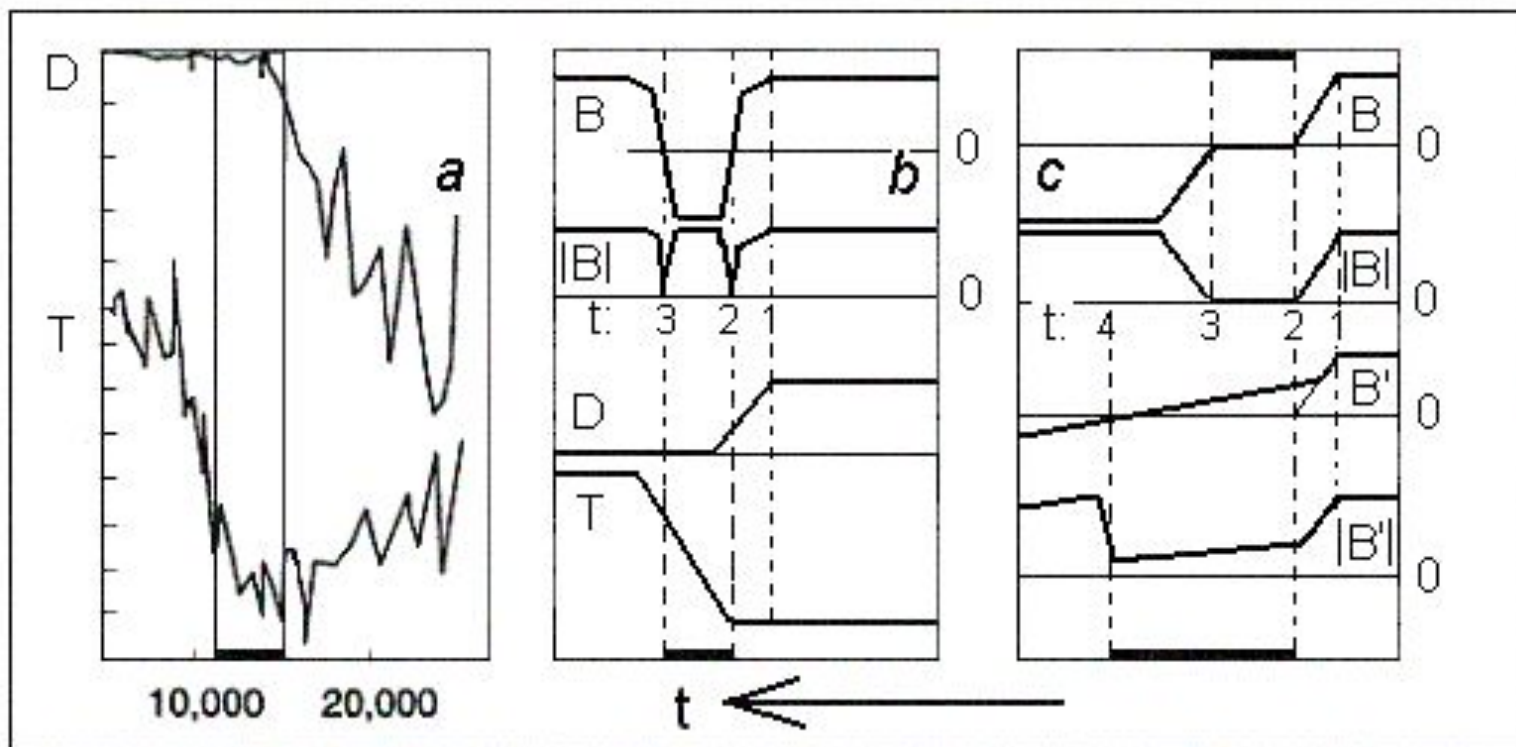 D
T
a
10,000 20,000
B 0
b
|B| 0
t: 3 2 1
D
T
t
B 0
c
|B| 0
t: 4 3 2 1
B' 0
|B'| 0